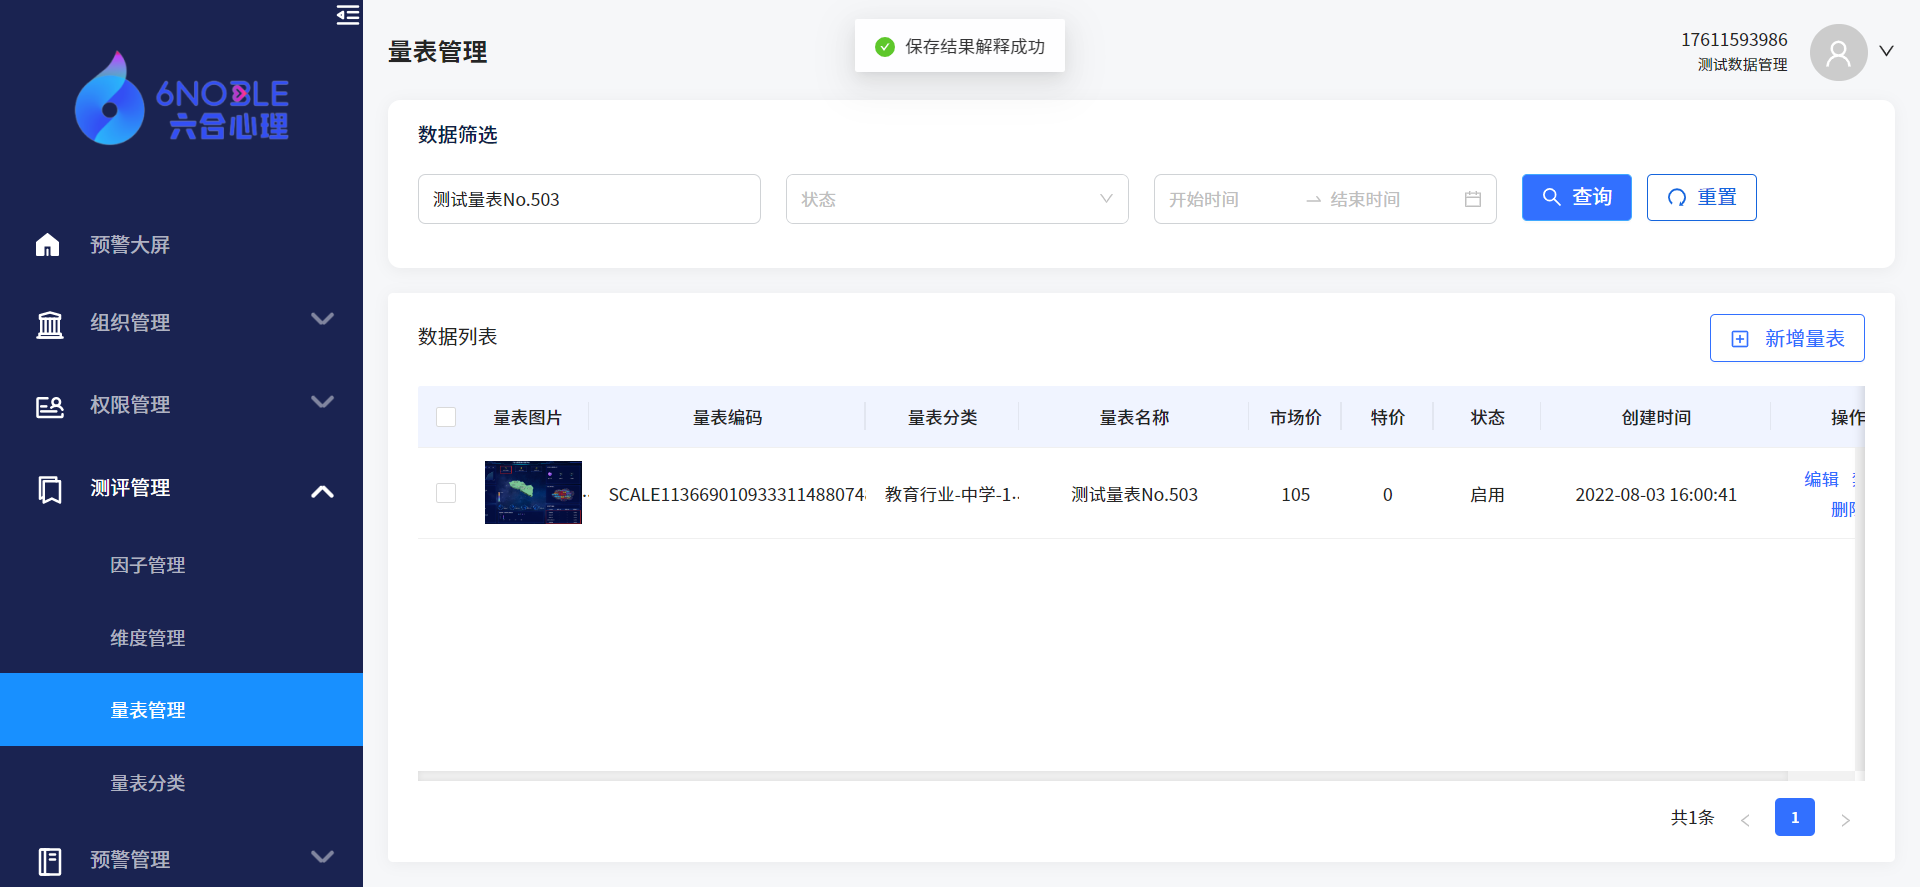 6NOBLE
六合心理
预警大屏
组织管理
权限管理
测评管理
因子管理
维度管理
量表管理
量表分类
预警管理
量表管理
保存结果解释成功
17611593986
测试数据管理
数据筛选
测试量表No.503
状态
开始时间
结束时间
查询
重置
数据列表
新增量表
量表图片 量表编码 量表分类 量表名称 市场价 特价 状态 创建时间 操作
SCALE113669010933311488074 教育行业-中学-1.. 测试量表No.503 105 0 启用 2022-08-03 16:00:41 编辑
共1条 < 1 >